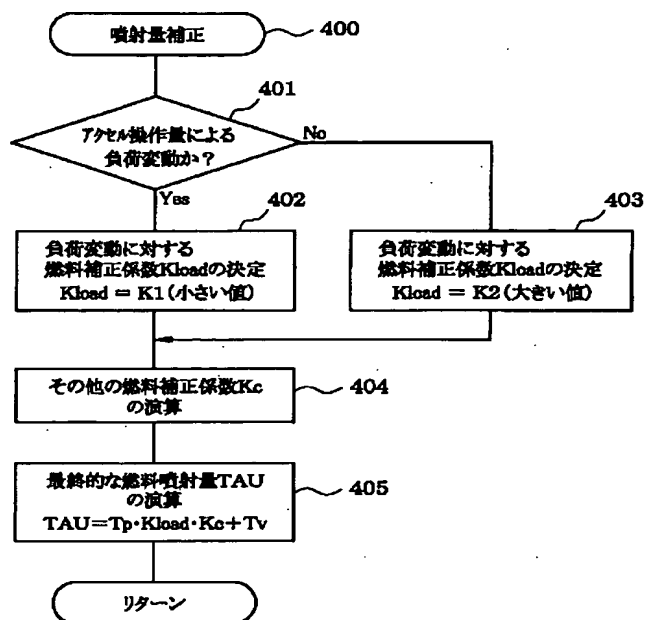 噴射量補正
400
401
アクセル操作量による
負荷変動か?
No
Yes
402
負荷変動に対する
燃料補正係数Kloadの決定
Kload = K1(小さい値)
403
負荷変動に対する
燃料補正係数Kloadの決定
Kload = K2(大きい値)
その他の燃料補正係数Kc
の演算
404
最終的な燃料噴射量TAU
の演算
TAU=Tp・Kload・Kc+Tv
405
リターン